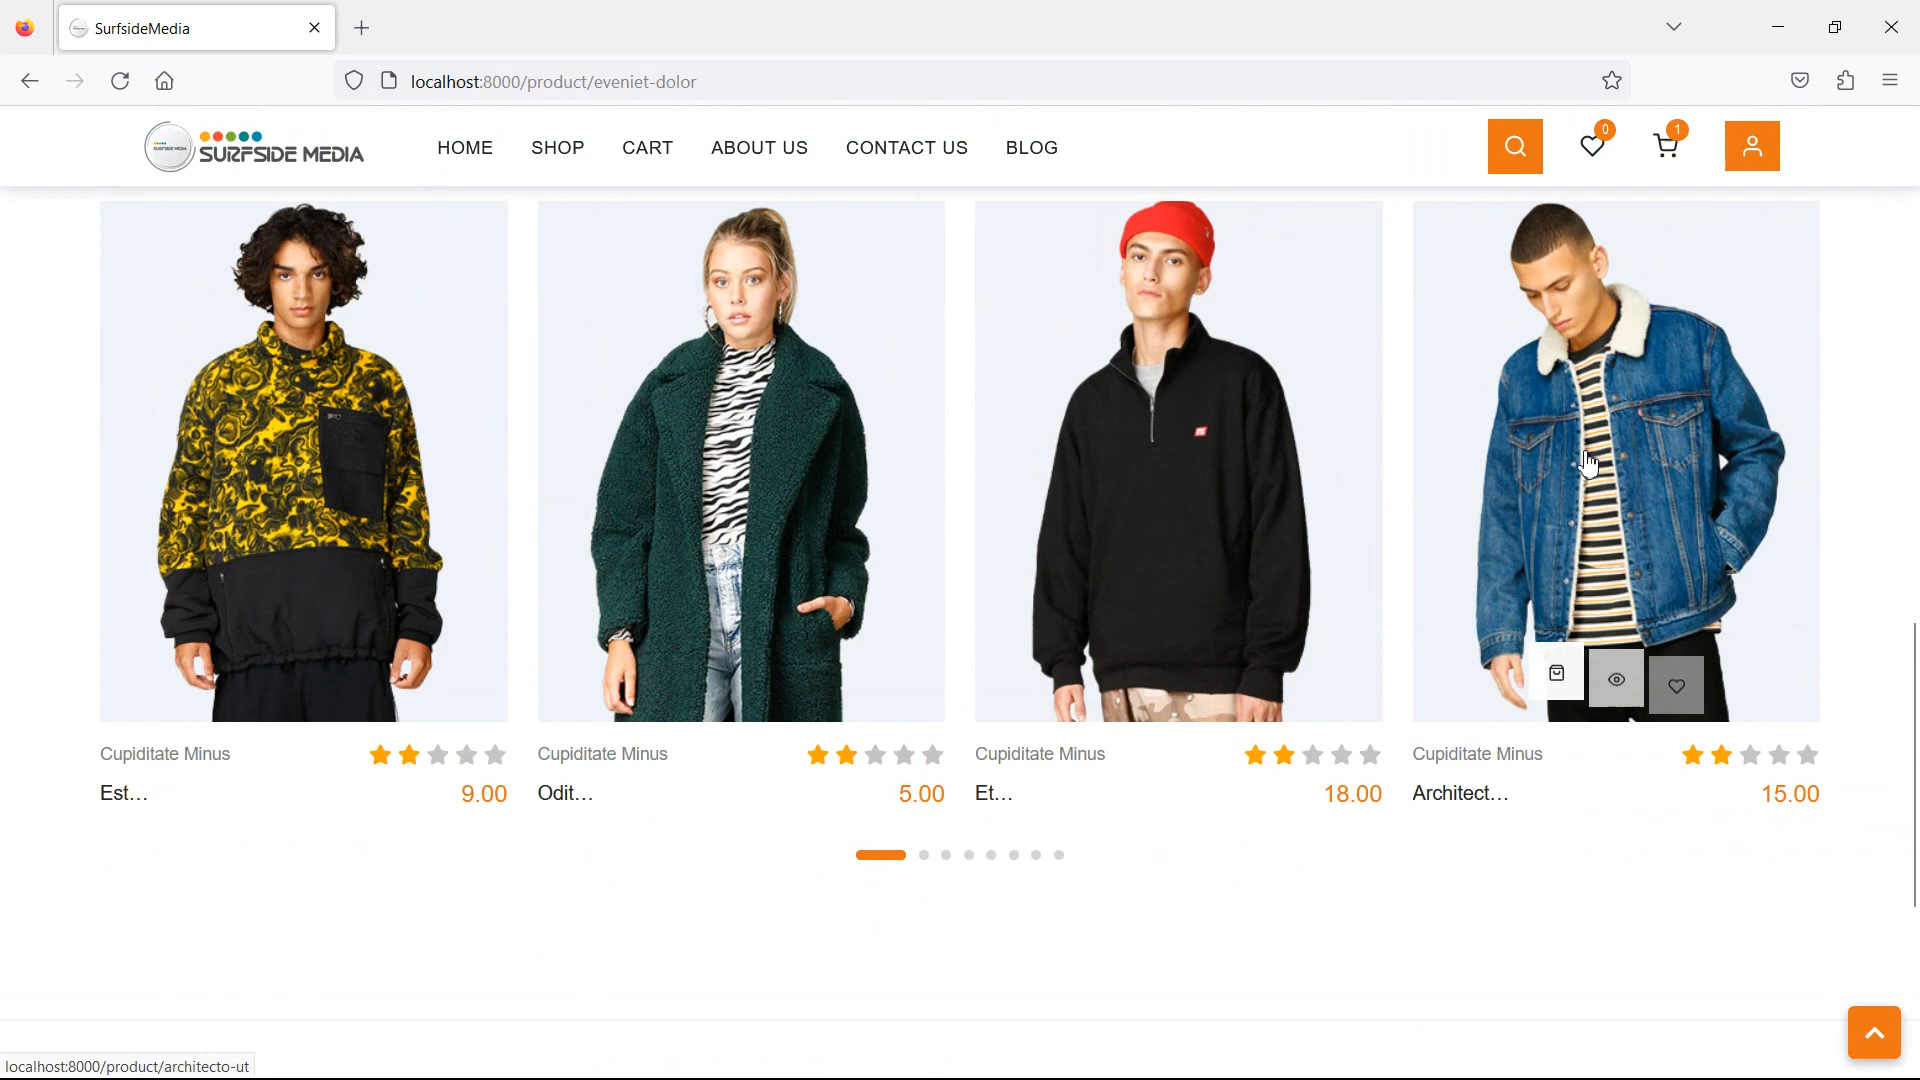 SurfsideMedia
localhost:8000/product/eveniet-dolor
SURFSIDE MEDIA
SURFSIDE MEDIA
HOME SHOP CART ABOUT US CONTACT US BLOG
0 1
Cupiditate Minus Cupiditate Minus Cupiditate Minus Cupiditate Minus
Est... 9.00 Odit... 5.00 Et... 18.00 Architect... 15.00
localhost:8000/product/architecto-ut